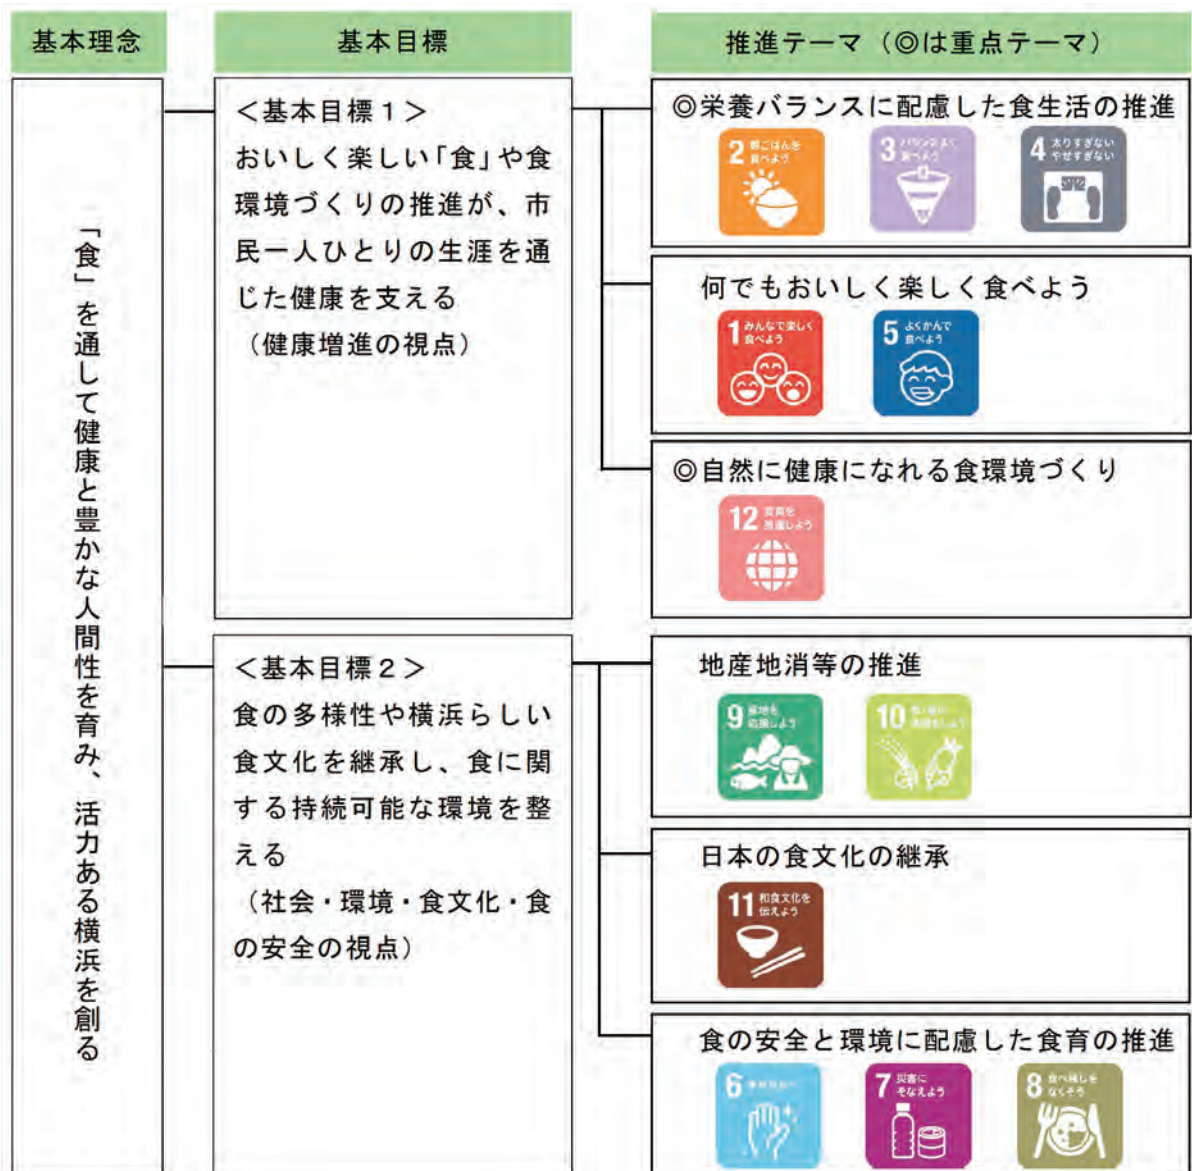 基本理念
基本目標
推進テーマ（◎は重点テーマ）
「食」を通して健康と豊かな人間性を育み、活力ある横浜を創る
＜基本目標１＞
おいしく楽しい「食」や食
環境づくりの推進が、市
民一人ひとりの生涯を通
じた健康を支える
（健康増進の視点）
◎栄養バランスに配慮した食生活の推進
2 朝ごはんを
食べよう
3 バランスよく
食べよう
4 太りすぎない
やせすぎない
何でもおいしく楽しく食べよう
1 みんなで楽しく
食べよう
5 よくかんで
食べよう
◎自然に健康になれる食環境づくり
12 食育を
推進しよう
＜基本目標２＞
食の多様性や横浜らしい
食文化を継承し、食に関
する持続可能な環境を整
える
（社会・環境・食文化・食
の安全の視点）
地産地消等の推進
9 産地を
応援しよう
10
日本の食文化の継承
11 和食文化を
伝えよう
食の安全と環境に配慮した食育の推進
6
7 災害に
そなえよう
8 食べ残しを
なくそう